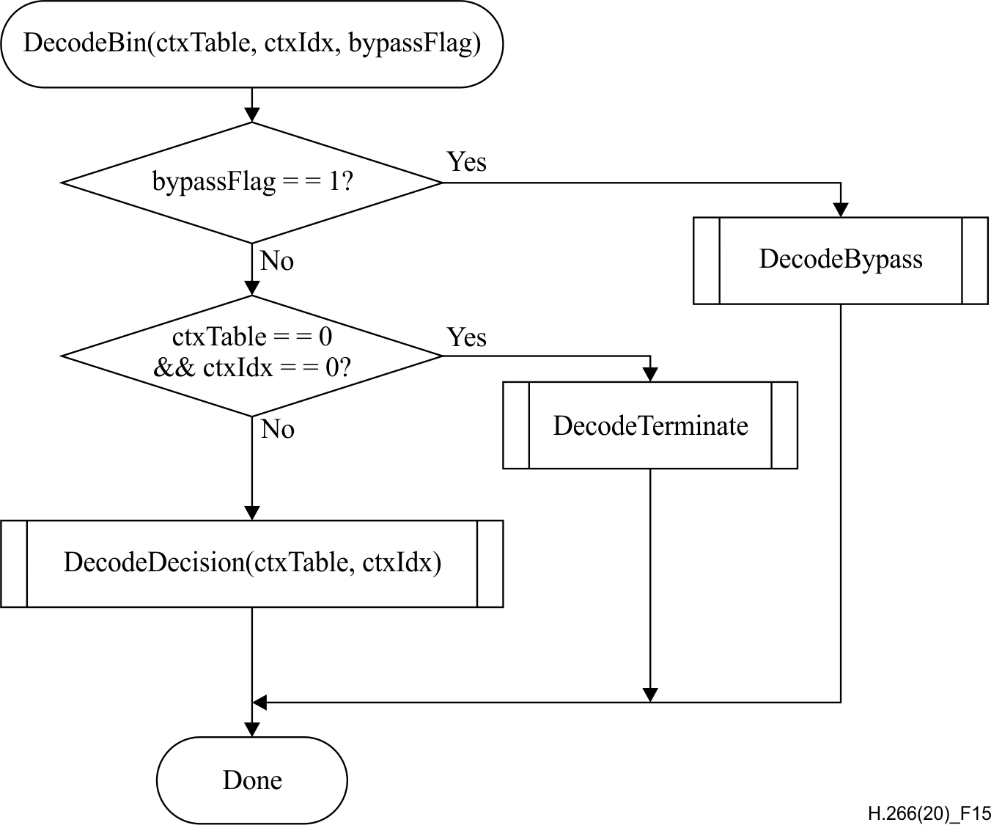 DecodeBin(ctxTable, ctxIdx, bypassFlag)
Yes
bypassFlag = = 1?
DecodeBypass
No
Yes
ctxTable = = 0
&& ctxIdx = = 0?
DecodeTerminate
No
DecodeDecision(ctxTable, ctxIdx)
Done
H.266(20)_F15